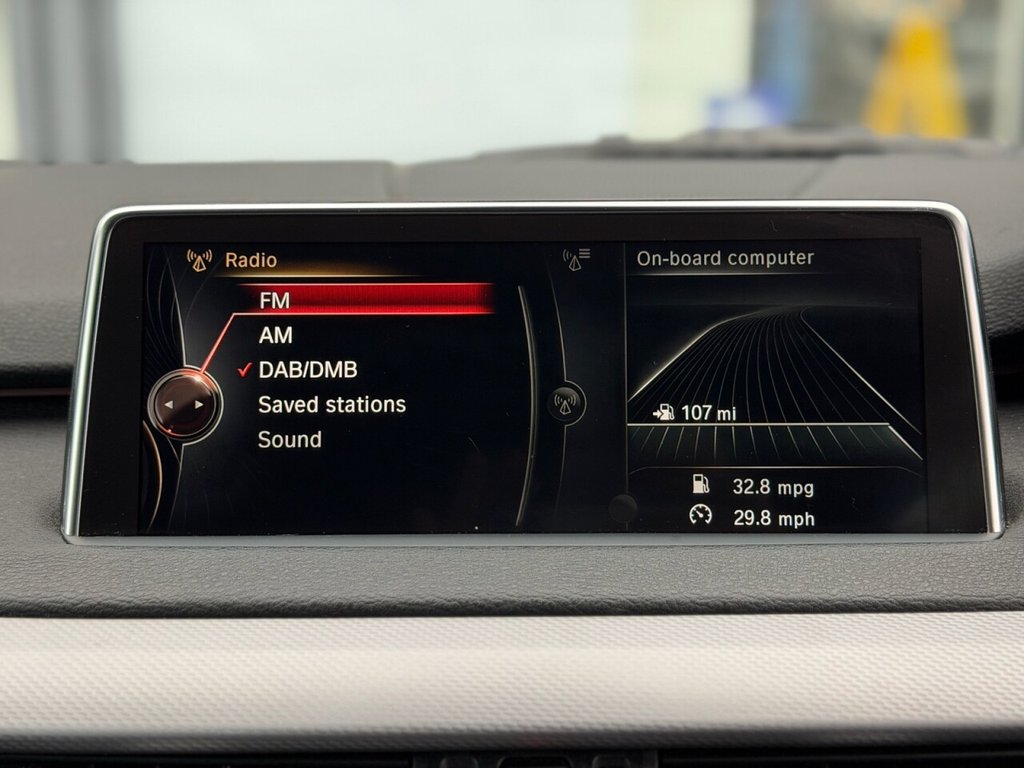 Radio
FM
AM
DAB/DMB
Saved stations
Sound
On-board computer
107 mi
32.8 mpg
29.8 mph